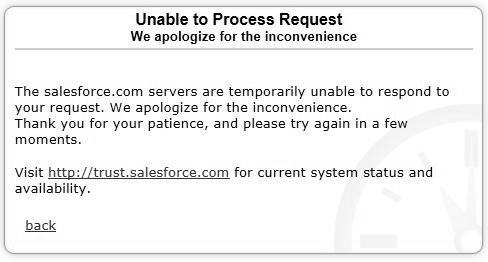 Unable to Process Request
We apologize for the inconvenience
The salesforce.com servers are temporarily unable to respond to
your request. We apologize for the inconvenience.
Thank you for your patience, and please try again in a few
moments.
Visit http://trust.salesforce.com for current system status and
availability.
back